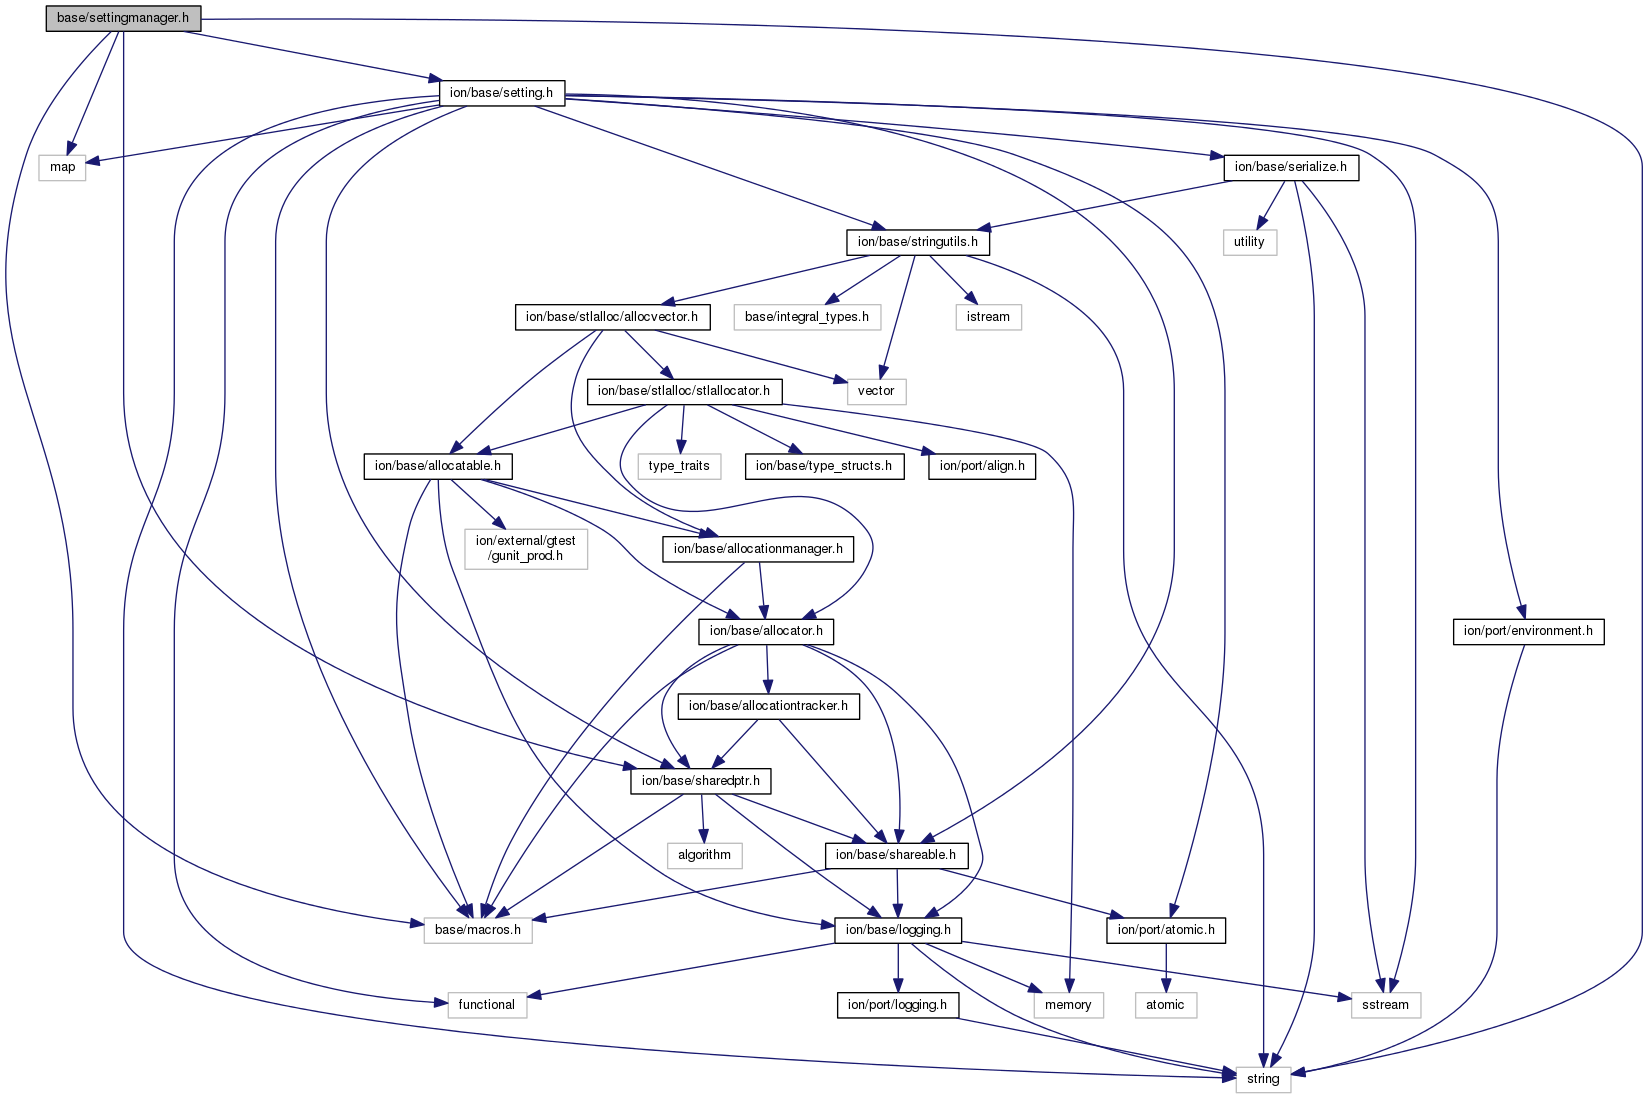 base/settingmanager.h
ion/base/setting.h
map
ion/base/serialize.h
ion/base/stringutils.h
utility
ion/base/stlalloc/allocvector.h
base/integral_types.h
istream
ion/base/stlalloc/stlallocator.h
vector
ion/base/allocatable.h
type_traits
ion/base/type_structs.h
ion/port/align.h
ion/external/gtest
/gunit_prod.h
ion/base/allocationmanager.h
ion/base/allocator.h
ion/port/environment.h
ion/base/allocationtracker.h
ion/base/sharedptr.h
algorithm
ion/base/shareable.h
base/macros.h
ion/base/logging.h
ion/port/atomic.h
functional
ion/port/logging.h
memory
atomic
sstream
string